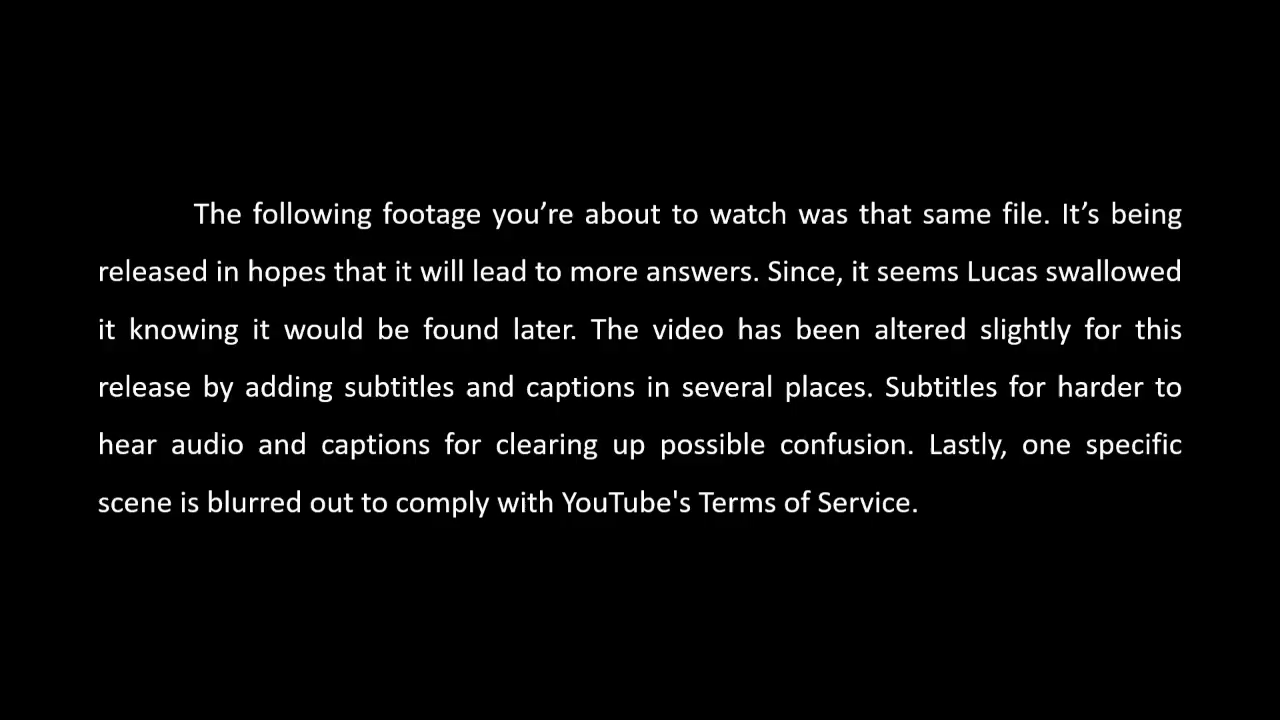 The following footage you’re about to watch was that same file. It’s being
released in hopes that it will lead to more answers. Since, it seems Lucas swallowed
it knowing it would be found later. The video has been altered slightly for this
release by adding subtitles and captions in several places. Subtitles for harder to
hear audio and captions for clearing up possible confusion. Lastly, one specific
scene is blurred out to comply with YouTube's Terms of Service.